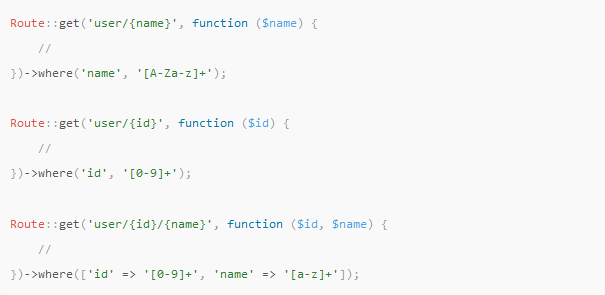 Route::get('user/{name}', function ($name) {
    //
})->where('name', '[A-Za-z]+');
Route::get('user/{id}', function ($id) {
    //
})->where('id', '[0-9]+');
Route::get('user/{id}/{name}', function ($id, $name) {
    //
})->where(['id' => '[0-9]+', 'name' => '[a-z]+']);